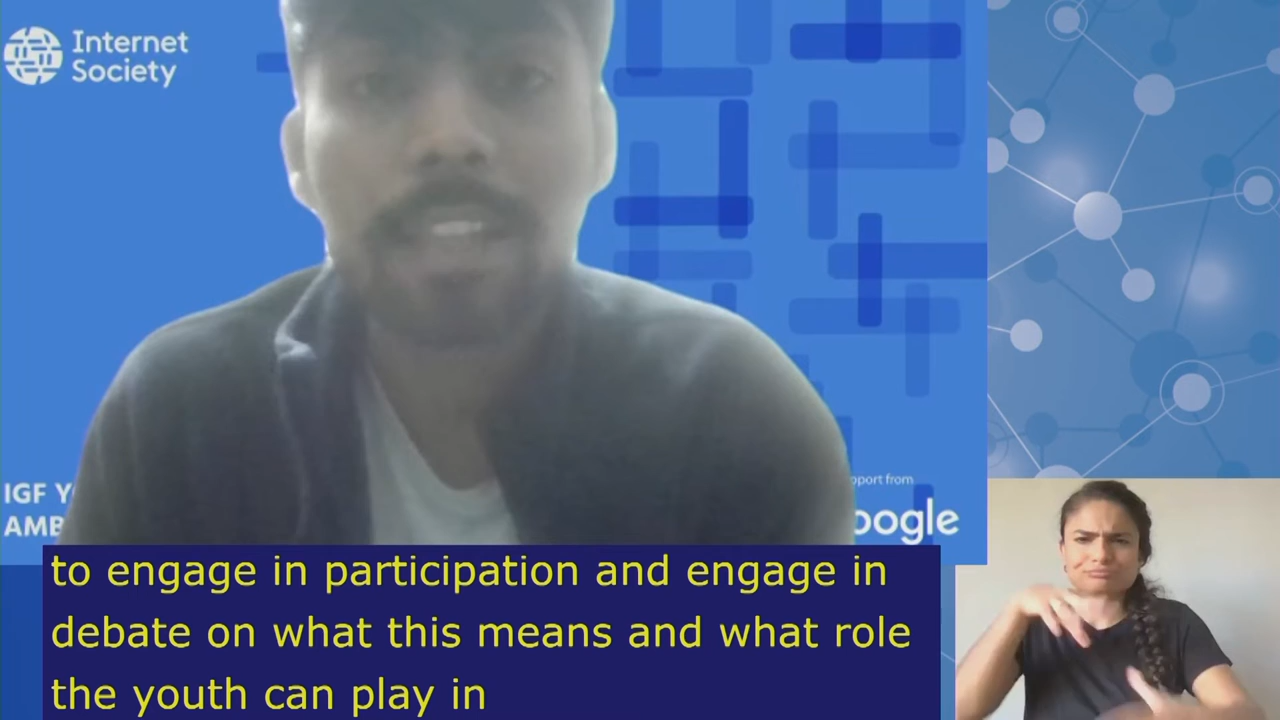 Internet
Society
IGF
AMB
port from
oogle
to engage in participation and engage in
debate on what this means and what role
the youth can play in